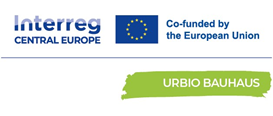 Interreg
CENTRAL EUROPE
Co-funded by
the European Union
URBIO BAUHAUS